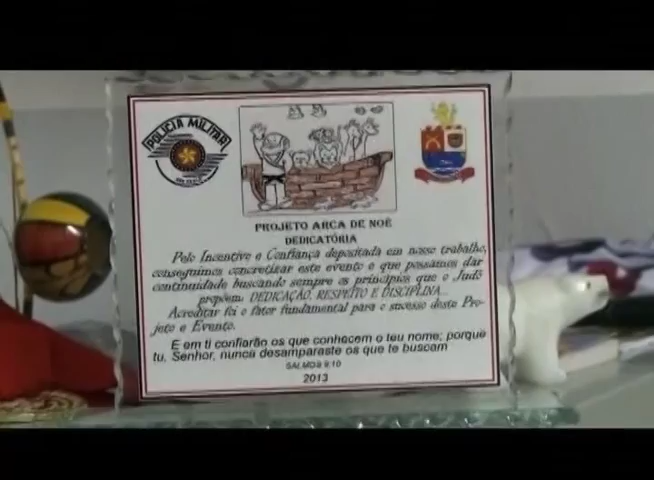 POLICIA MILITAR
PROJETO ARCA DE NOÉ
DEDICATÓRIA
Pelo Incentivo e Confiança depositada em nosso trabalho,
conseguimos concretizar este evento e que possamos dar
continuidade buscando sempre os princípios que o Judô
propõem: DEDICAÇÃO, RESPEITO E DISCIPLINA...
Acreditar foi o fator fundamental para o sucesso deste Pro-
jeto e Evento.
E em ti confiarão os que conhecem o teu nome; porque
tu, Senhor, nunca desamparaste os que te buscam
SALMOS 9:10
2013